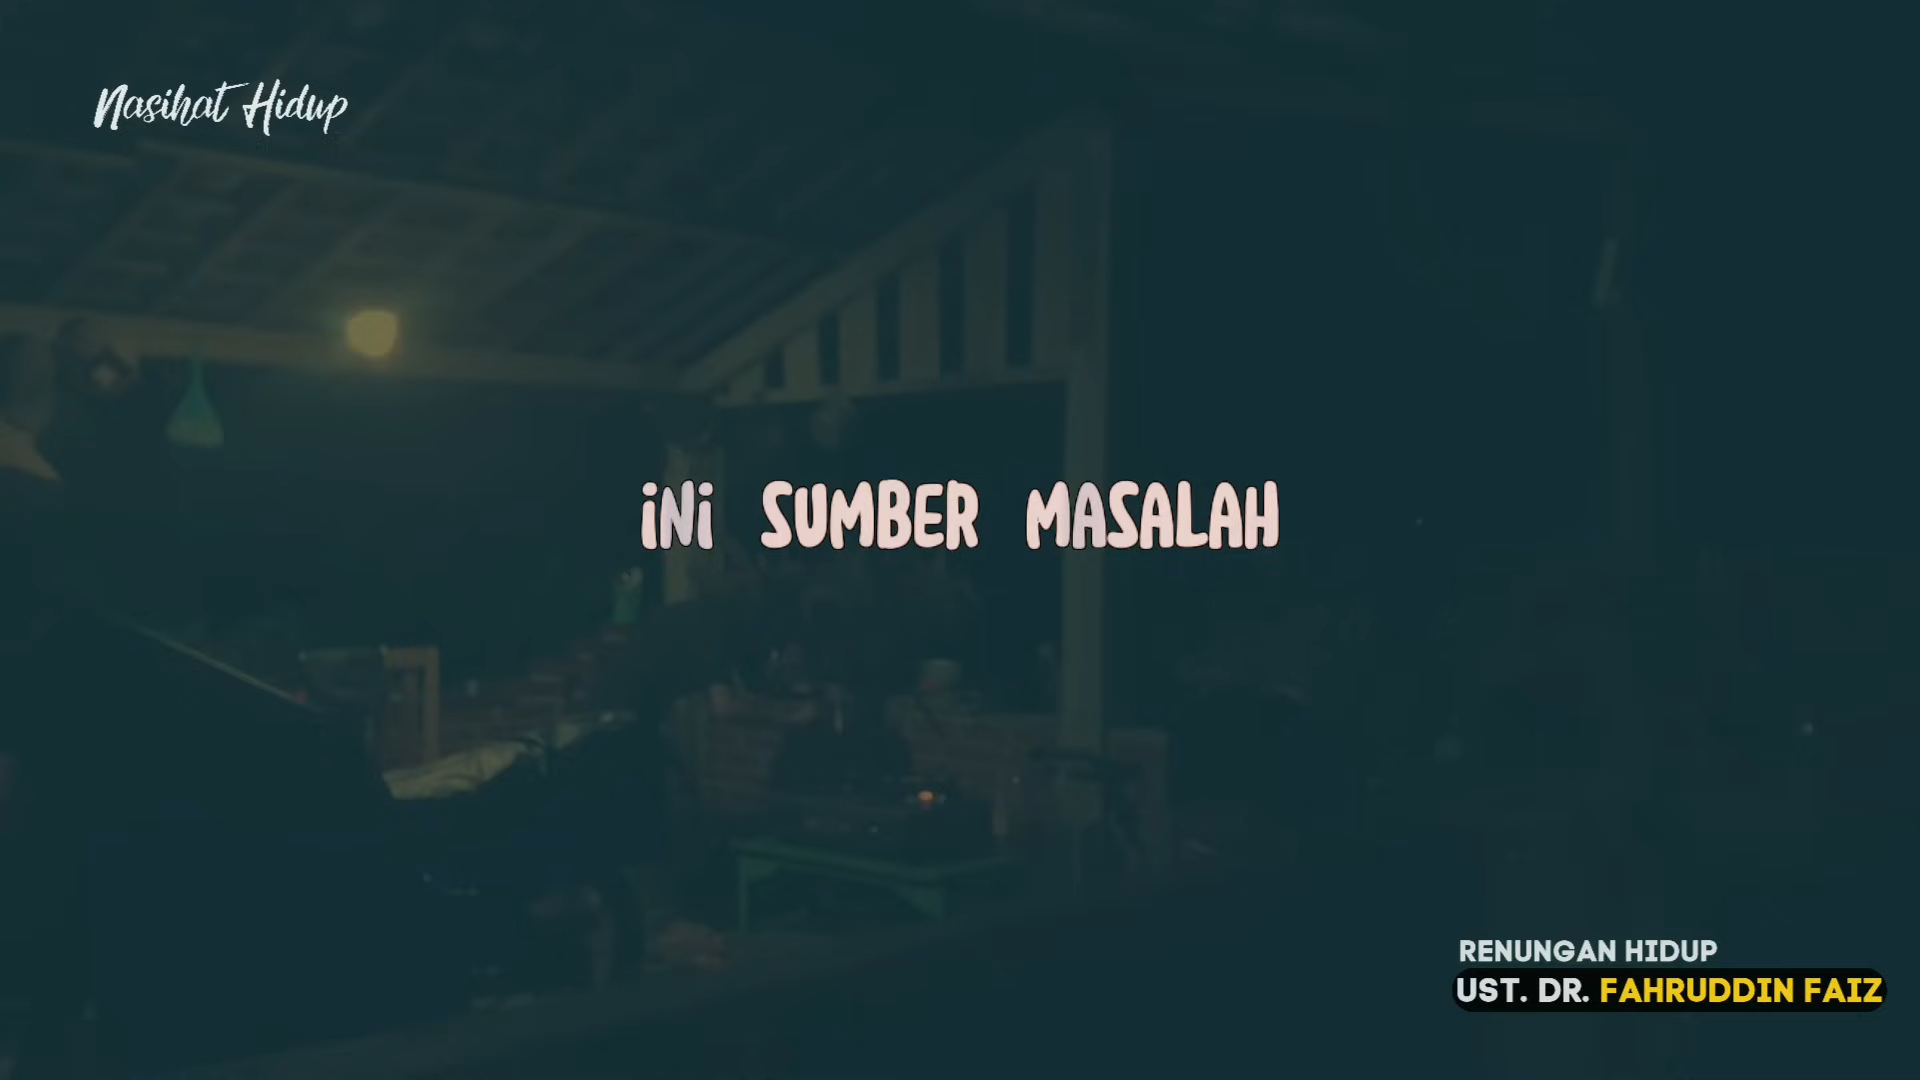 Nasihat Hidup
iNi SUMBER MASALAH
RENUNGAN HIDUP
UST. DR. FAHRUDDIN FAIZ